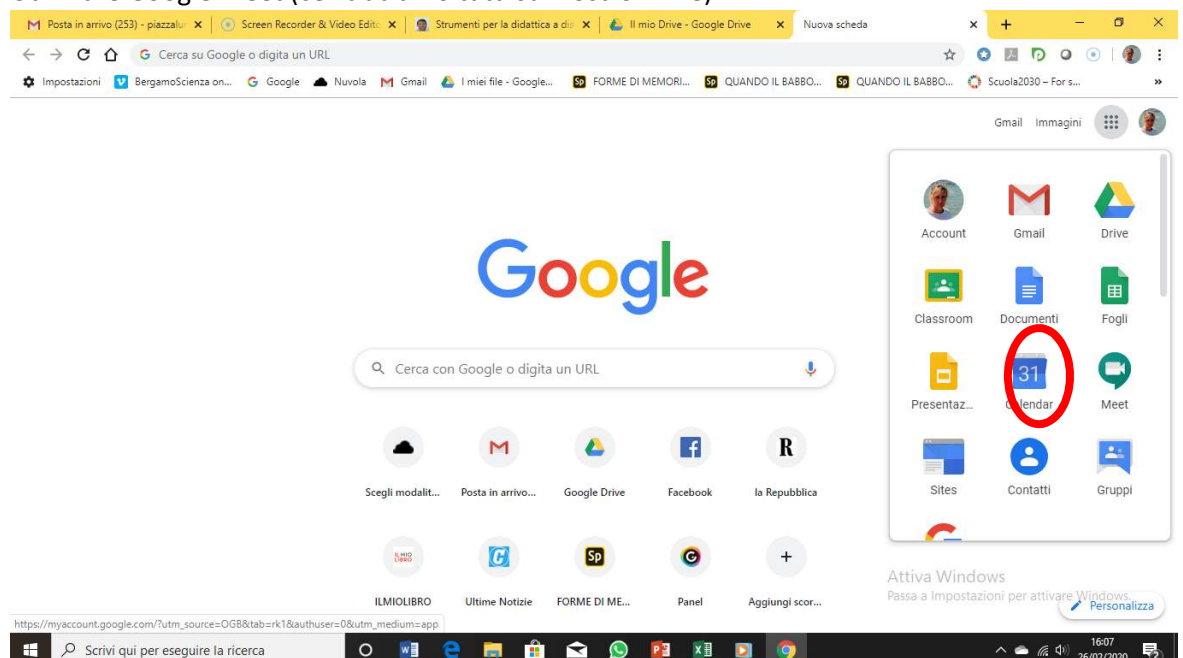 Posta in arrivo (253) - piazzalu
Screen Recorder & Video Edito
Strumenti per la didattica a dis
Il mio Drive - Google Drive
Nuova scheda
Cerca su Google o digita un URL
Impostazioni
BergamoScienza on...
Google
Nuvola
Gmail
I miei file - Google...
FORME DI MEMORI...
QUANDO IL BABBO...
QUANDO IL BABBO...
Scuola2030 – For s...
»
Gmail Immagini
Account
Gmail
Drive
Classroom
Documenti
Fogli
31
Presentaz...
Calendar
Meet
Sites
Contatti
Gruppi
Google
Cerca con Google o digita un URL
Scegli modalit...
Posta in arrivo...
Google Drive
Facebook
la Repubblica
ILMIOLIBRO
Ultime Notizie
FORME DI ME...
Panel
Aggiungi scor...
Attiva Windows
Passa a Impostazioni per attivare Windows.
Personalizza
https://myaccount.google.com/?utm_source=OGB&tab=rk1&authuser=0&utm_medium=app
Scrivi qui per eseguire la ricerca
16:07
26/02/2020